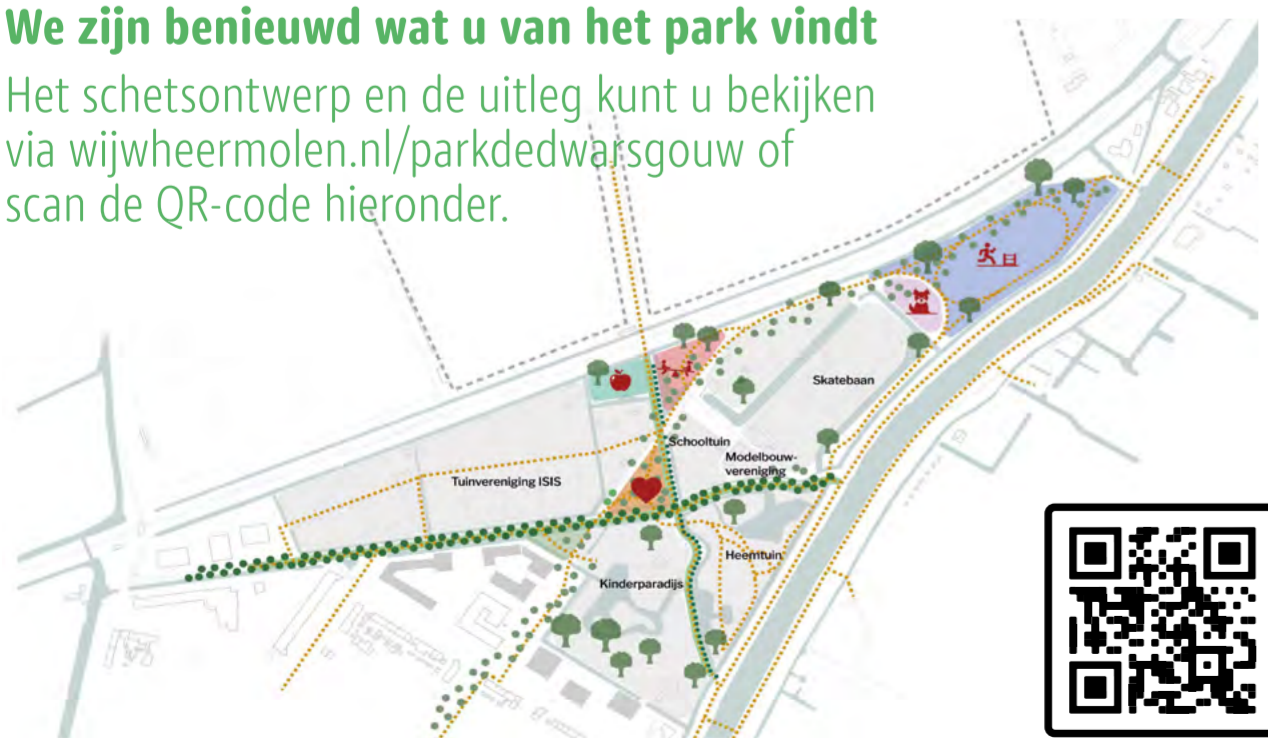 We zijn benieuwd wat u van het park vindt
Het schetsontwerp en de uitleg kunt u bekijken
via wijwheermolen.nl/parkdedwarsgouw of
scan de QR-code hieronder.
Skatebaan
Schooltuin
Modelbouw-
vereniging
Tuinvereniging ISIS
Heemtuin
Kinderparadijs